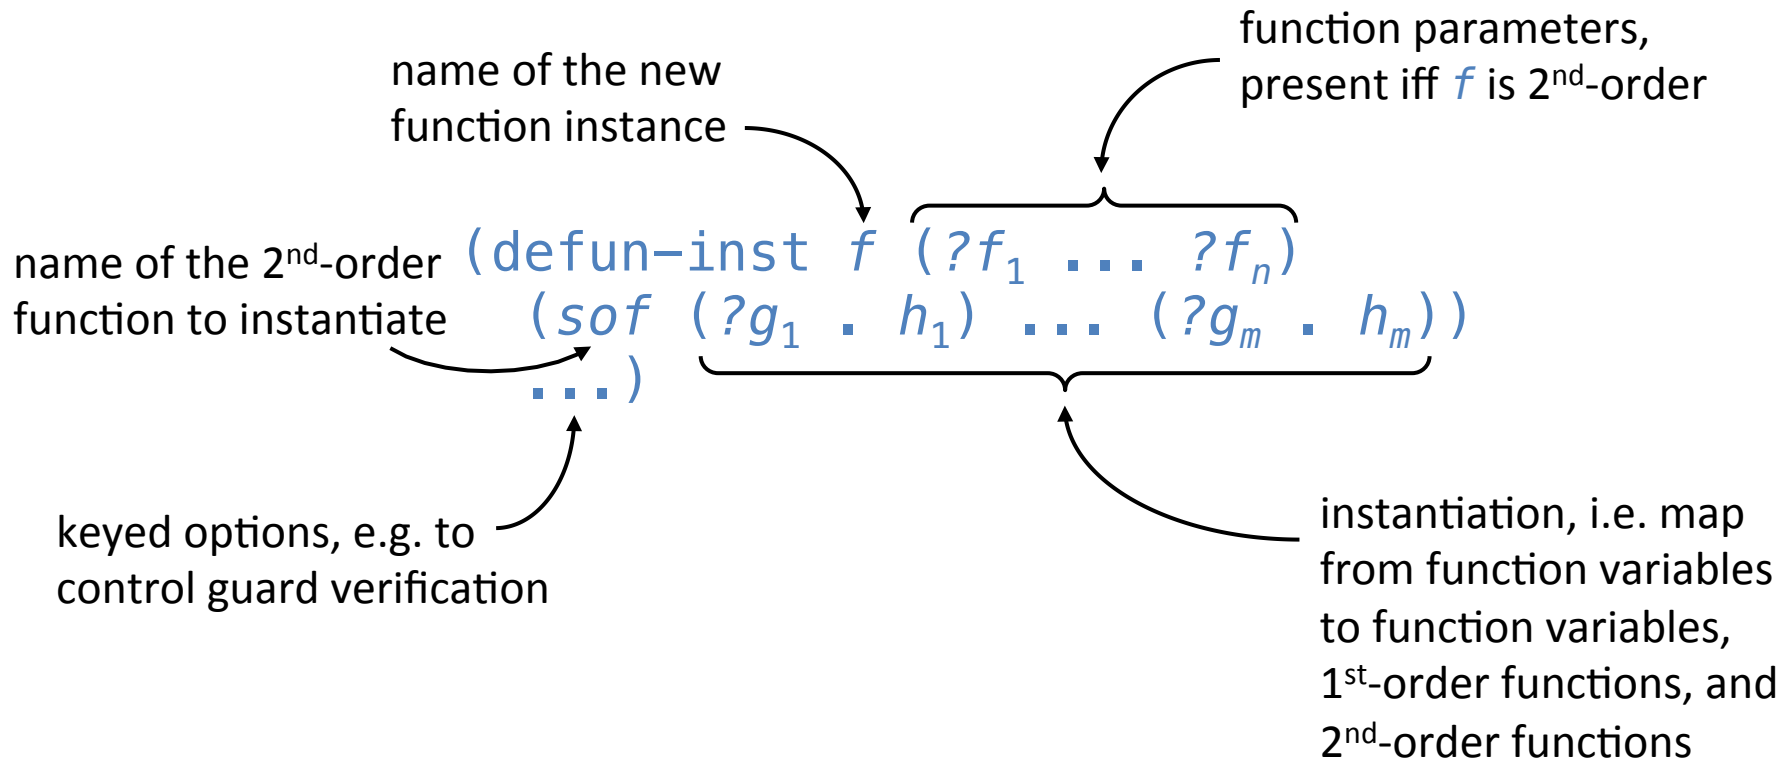 function parameters,
present iff f is 2nd-order
name of the new
function instance
name of the 2nd-order
function to instantiate
(defun-inst f (?f1 ... ?fn)
(sof (?g1 . h1) ... (?gm . hm))
...)
keyed options, e.g. to
control guard verification
instantiation, i.e. map
from function variables
to function variables,
1st-order functions, and
2nd-order functions